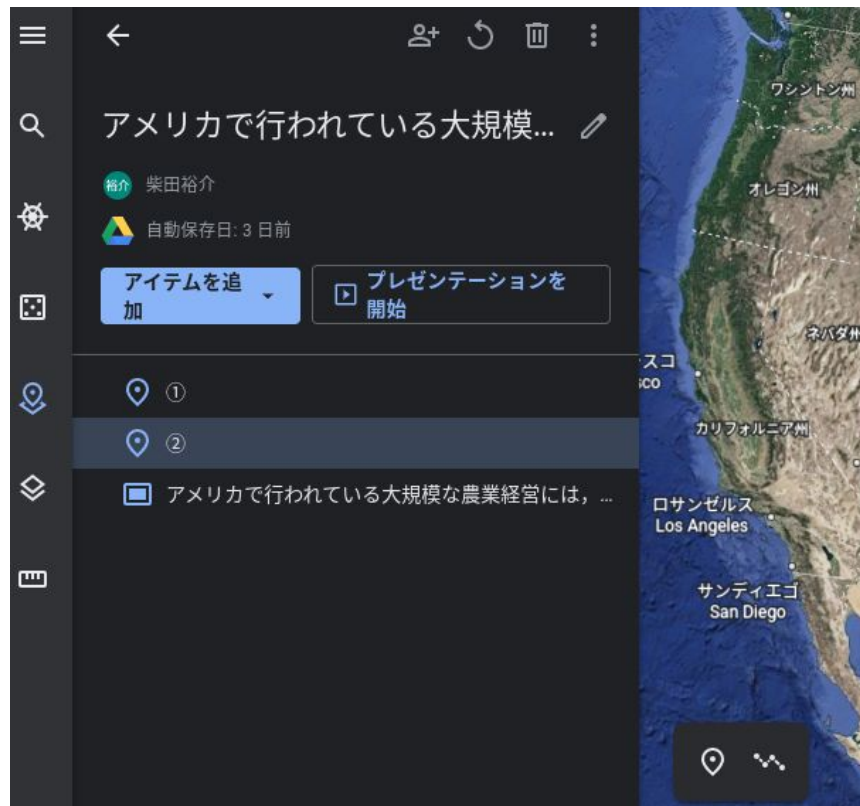 アメリカで行われている大規模...
裕介 柴田裕介
自動保存日: 3 日前
アイテムを追
加
プレゼンテーションを
開始
①
②
アメリカで行われている大規模な農業経営には，...
ワシントン州
オレゴン州
ネバダ州
スコ
sco
カリフォルニア州
ロサンゼルス
Los Angeles
サンディエゴ
San Diego